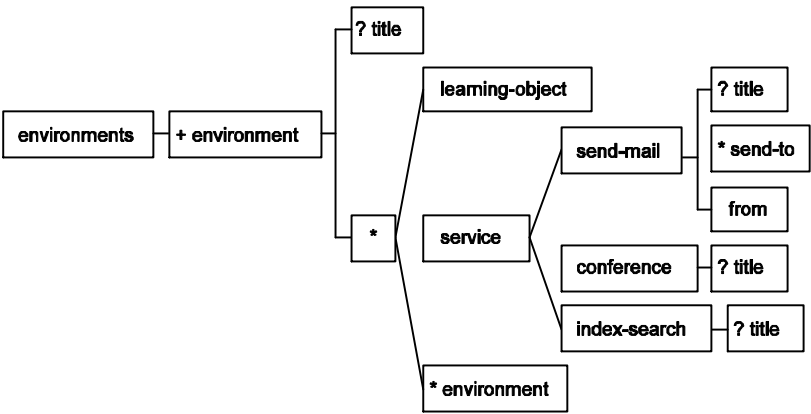 ? title
learning-object
? title
environments
+ environment
send-mail
* send-to
from
*
service
conference
? title
index-search
? title
* environment